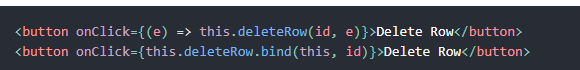 <button onClick={(e) => this.deleteRow(id, e)}>Delete Row</button>
<button onClick={this.deleteRow.bind(this, id)}>Delete Row</button>